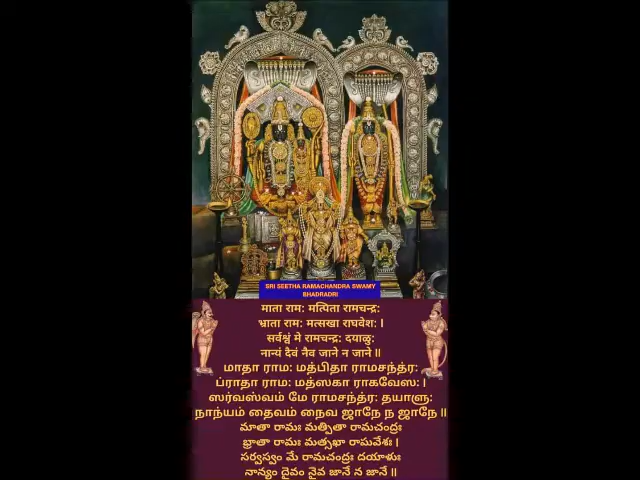 SRI SEETHA RAMACHANDRA SWAMY
BHADRADRI
माता राम: मत्पिता रामचन्द्र:
भ्राता राम: मत्सखा राघवेश: ।
सर्वस्वं मे रामचन्द्र: दयाळु:
नान्यं दैवं नैव जाने न जाने ॥
மாதா ராம: மத்பிதா ராமசந்த்ர:
ப்ராதா ராம: மத்ஸகா ராகவேஸ: ।
ஸர்வஸ்வம் மே ராமசந்த்ர: தயாளு:
நாந்யம் தைவம் நைவ ஜாநே ந ஜாநே ॥
మాతా రామః మత్పితా రామచంద్రః
భ్రాతా రామః మత్సఖా రాఘవేశః ।
సర్వస్వం మే రామచంద్రః దయాళుః
నాన్యం దైవం నైవ జానే న జానే ॥